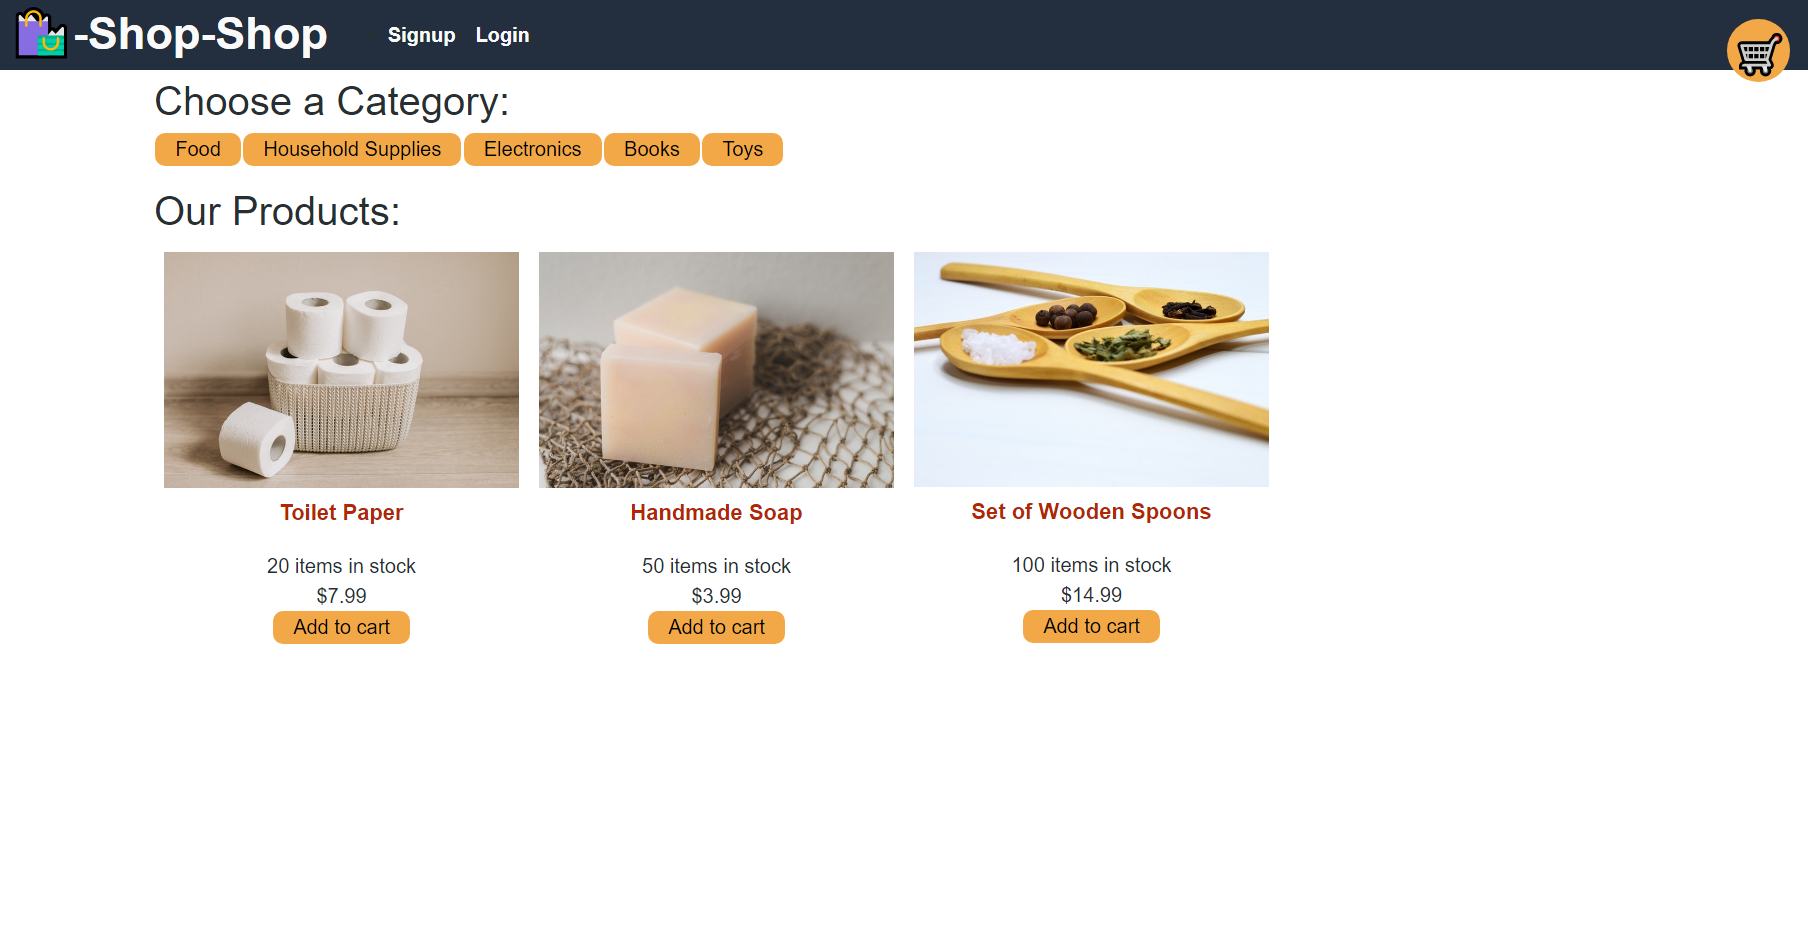 -Shop-Shop Signup Login
Choose a Category:
Food Household Supplies Electronics Books Toys
Our Products:
Toilet Paper
20 items in stock
$7.99
Add to cart
Handmade Soap
50 items in stock
$3.99
Add to cart
Set of Wooden Spoons
100 items in stock
$14.99
Add to cart